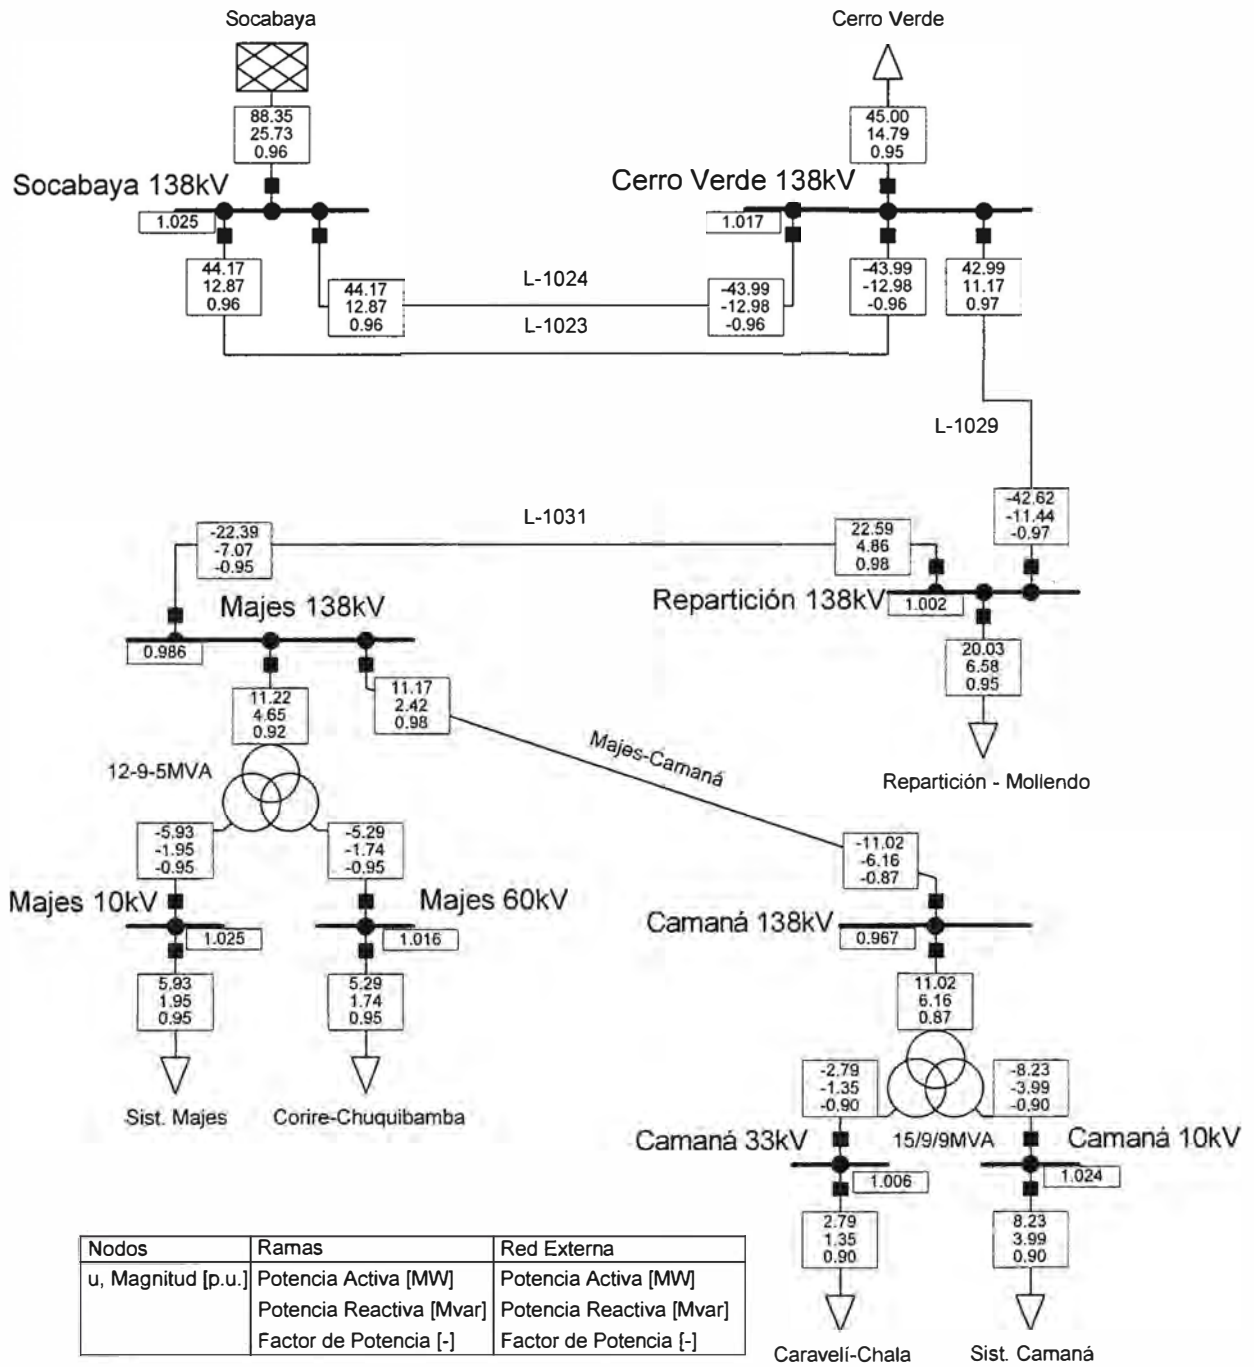 Socabaya
Cerro Verde
88.35
25.73
0.96
45.00
14.79
0.95
Socabaya 138kV
Cerro Verde 138kV
1.025
1.017
44.17
12.87
0.96
44.17
12.87
0.96
L-1024
L-1023
-43.99
-12.98
-0.96
-43.99
-12.98
-0.96
42.99
11.17
0.97
L-1029
-42.62
-11.44
-0.97
-22.39
-7.07
-0.95
L-1031
22.59
4.86
0.98
Majes 138kV
Repartición 138kV
0.986
1.002
11.22
4.65
0.92
11.17
2.42
0.98
20.03
6.58
0.95
Majes-Camaná
12-9-5MVA
Repartición - Mollendo
-5.93
-1.95
-0.95
-5.29
-1.74
-0.95
-11.02
-6.16
-0.87
Majes 10kV
Majes 60kV
Camaná 138kV
1.025
1.016
0.967
5.93
1.95
0.95
5.29
1.74
0.95
11.02
6.16
0.87
Sist. Majes
Corire-Chuquibamba
-2.79
-1.35
-0.90
-8.23
-3.99
-0.90
Camaná 33kV
15/9/9MVA
Camaná 10kV
1.006
1.024
2.79
1.35
0.90
8.23
3.99
0.90
Caravelí-Chala
Sist. Camaná
Nodos Ramas Red Externa
u, Magnitud [p.u.] Potencia Activa [MW] Potencia Activa [MW]
Potencia Reactiva [Mvar] Potencia Reactiva [Mvar]
Factor de Potencia [-] Factor de Potencia [-]